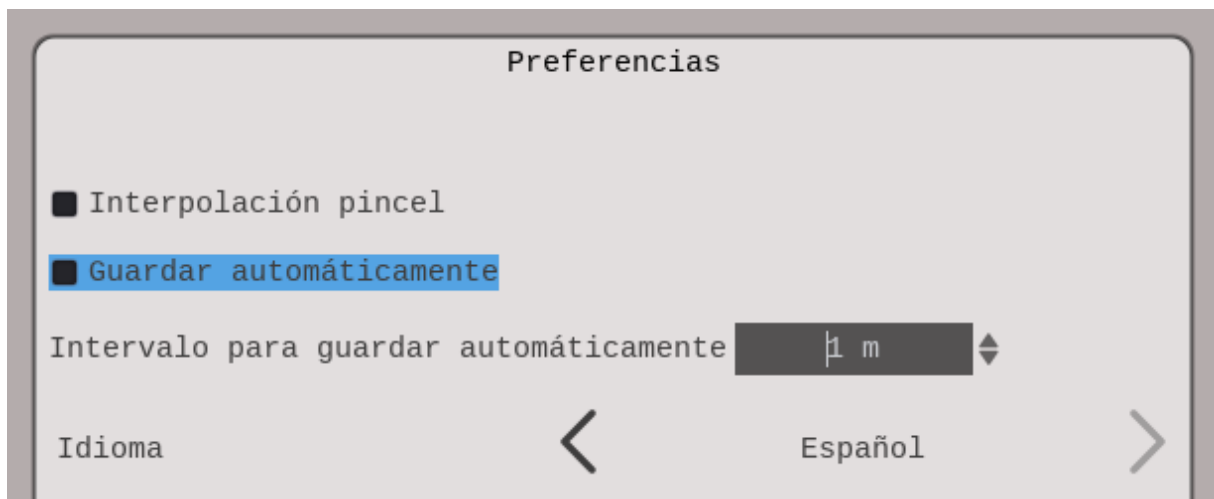 Preferencias
Interpolación pincel
Guardar automáticamente
Intervalo para guardar automáticamente 1 m
Idioma Español